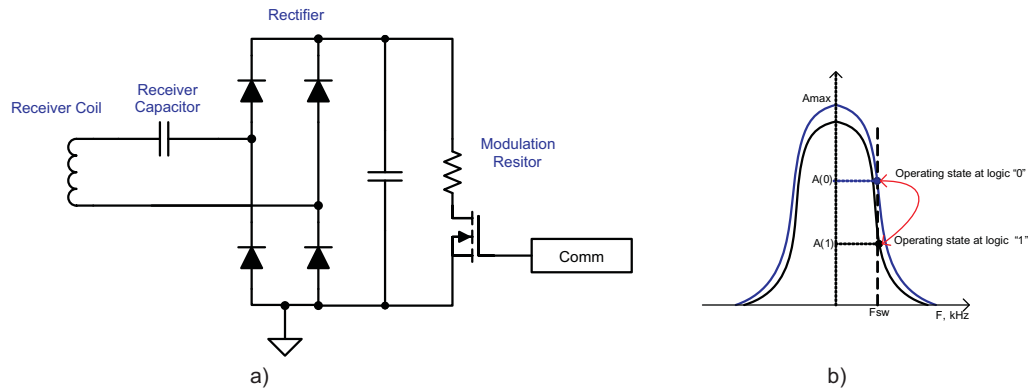 Rectifier
Receiver
Capacitor
Receiver Coil
Modulation
Resitor
Comm
a)
Amax
A(0)
Operating state at logic “0”
A(1)
Operating state at logic “1”
Fsw
F, kHz
b)